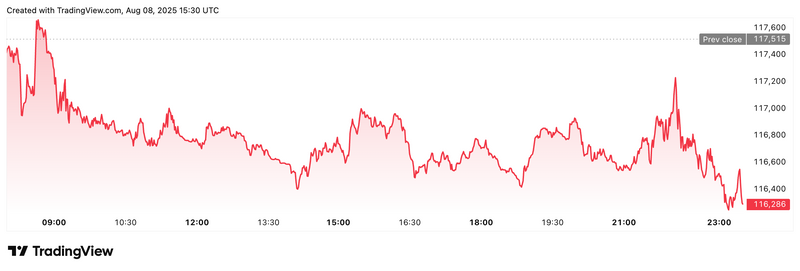 Created with TradingView.com, Aug 08, 2025 15:30 UTC
117,600
Prev close 117,515
117,400
117,200
117,000
116,800
116,600
116,400
116,286
09:00 10:30 12:00 13:30 15:00 16:30 18:00 19:30 21:00 23:00
TradingView